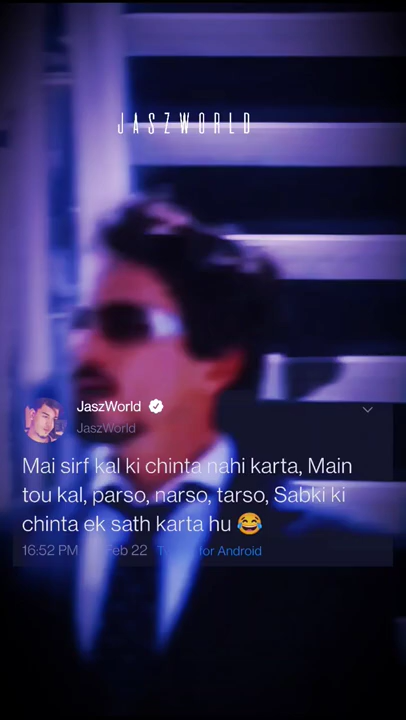 JASZWORLD
JaszWorld
JaszWorld
Mai sirf kal ki chinta nahi karta, Main
tou kal, parso, narso, tarso, Sabki ki
chinta ek sath karta hu 😂
16:52 PM Feb 22 for Android